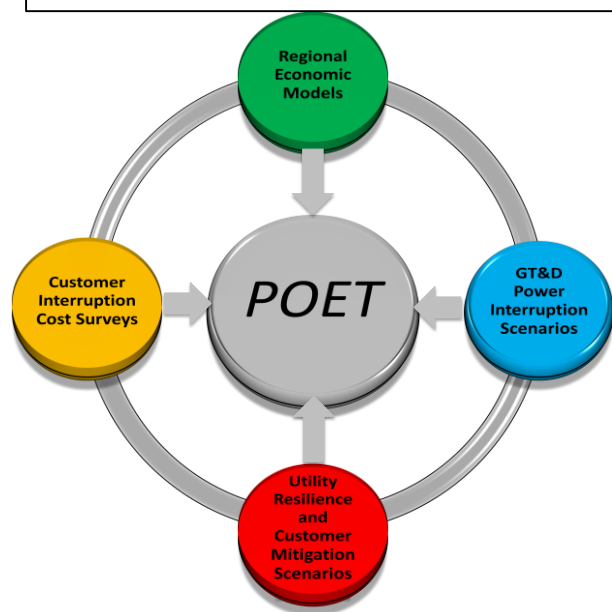 Regional
Economic
Models
Customer
Interruption
Cost Surveys
POET
GT&D
Power
Interruption
Scenarios
Utility
Resilience
and
Customer
Mitigation
Scenarios